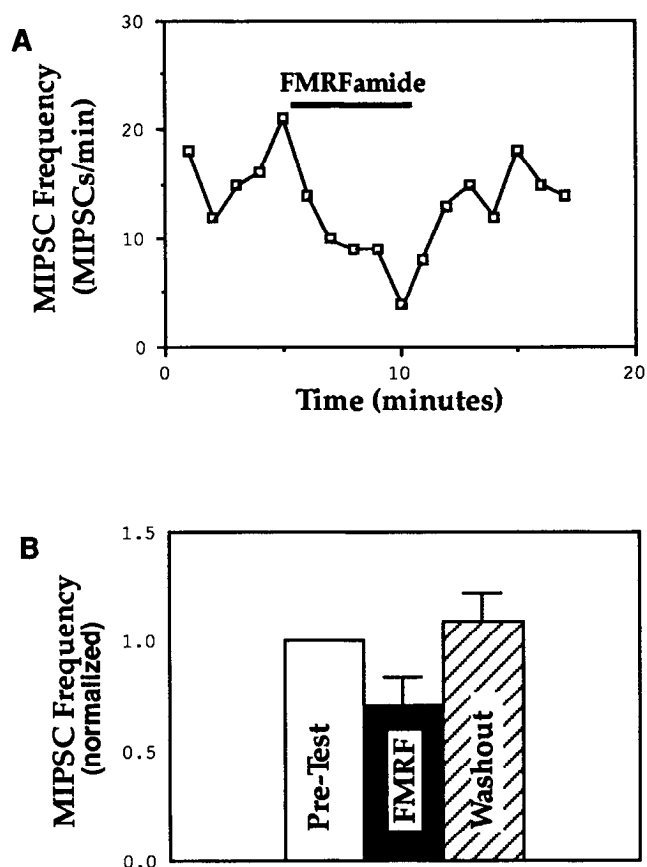 A
MIPSC Frequency
(MIPSCs/min)
30
20
10
0
FMRFamide
0
10
20
Time (minutes)
B
MIPSC Frequency
(normalized)
1.5
1.0
0.5
0.0
Pre-Test
FMRF
Washout